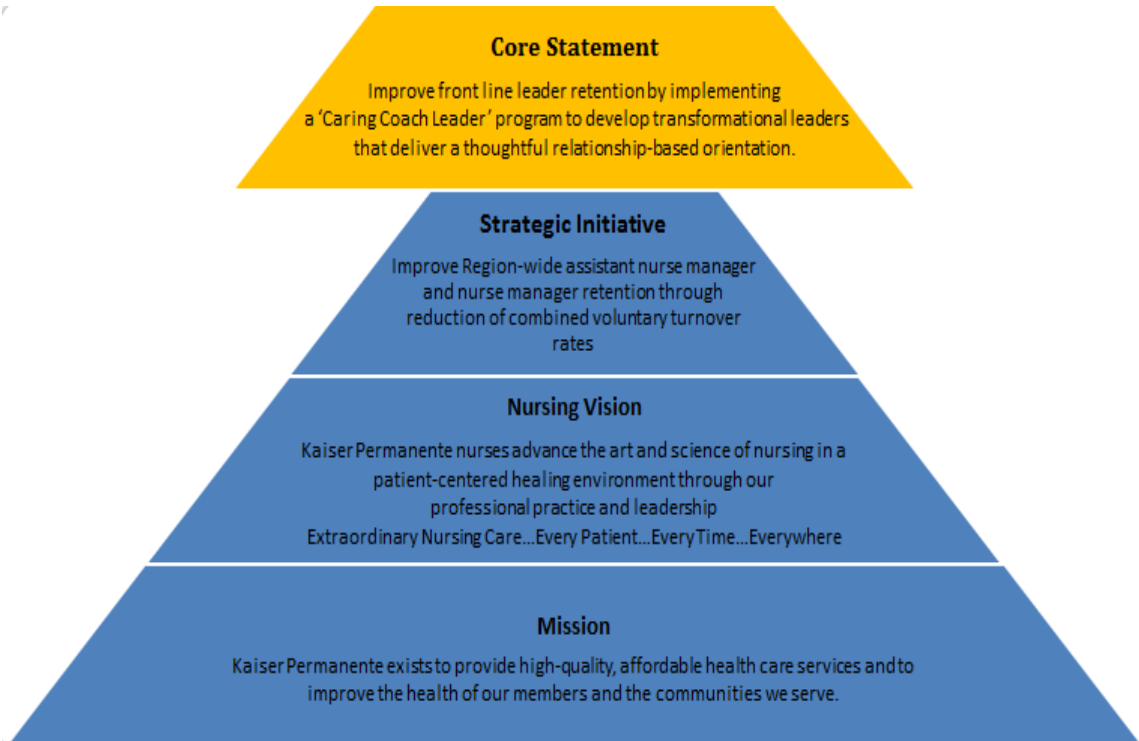 Core Statement
Improve front line leader retention by implementing
a ‘Caring Coach Leader’ program to develop transformational leaders
that deliver a thoughtful relationship-based orientation.
Strategic Initiative
Improve Region-wide assistant nurse manager
and nurse manager retention through
reduction of combined voluntary turnover
rates
Nursing Vision
Kaiser Permanente nurses advance the art and science of nursing in a
patient-centered healing environment through our
professional practice and leadership
Extraordinary Nursing Care...Every Patient...Every Time...Everywhere
Mission
Kaiser Permanente exists to provide high-quality, affordable health care services and to
improve the health of our members and the communities we serve.